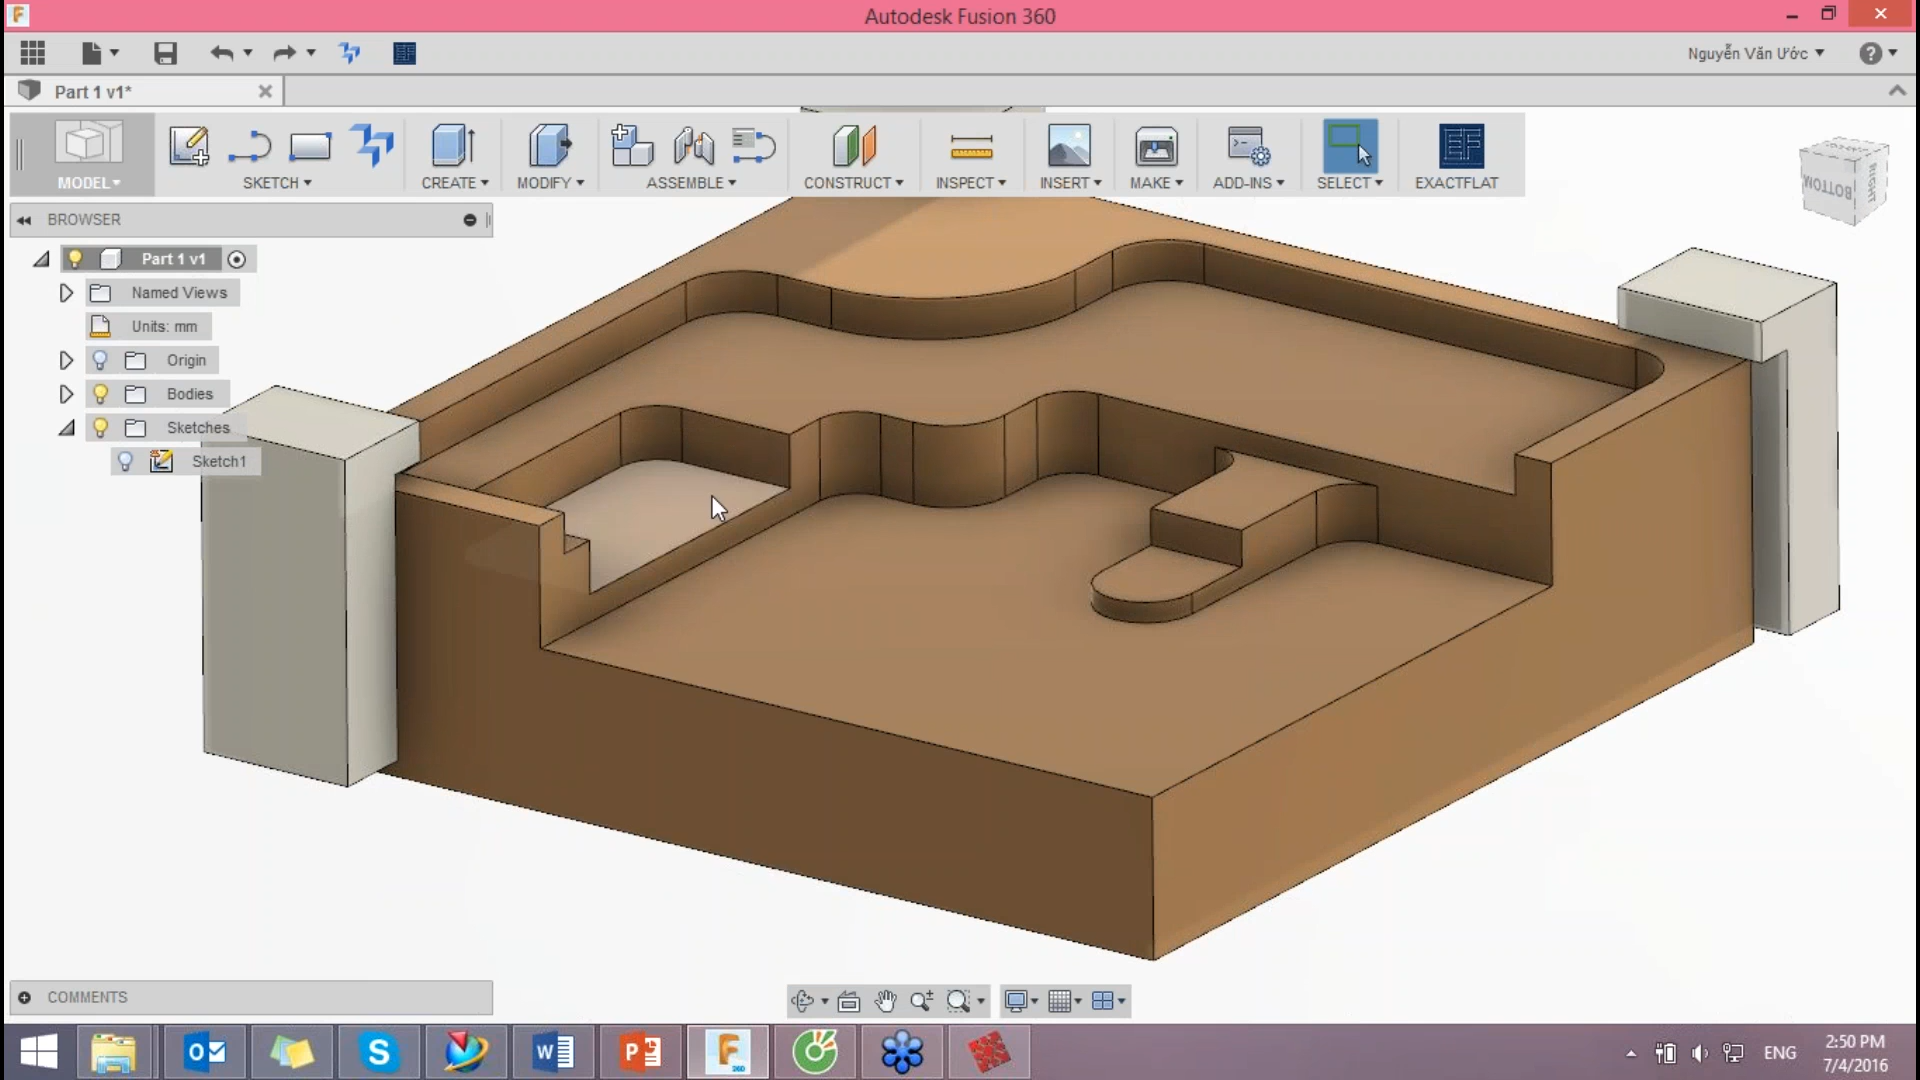 Autodesk Fusion 360
Nguyễn Văn Ước
Part 1 v1*
MODEL
SKETCH
CREATE
MODIFY
ASSEMBLE
CONSTRUCT
INSPECT
INSERT
MAKE
ADD-INS
SELECT
EXACTFLAT
BOTTOM
RIGHT
BROWSER
Part 1 v1
Named Views
Units: mm
Origin
Bodies
Sketches
Sketch1
COMMENTS
ENG
2:50 PM
7/4/2016